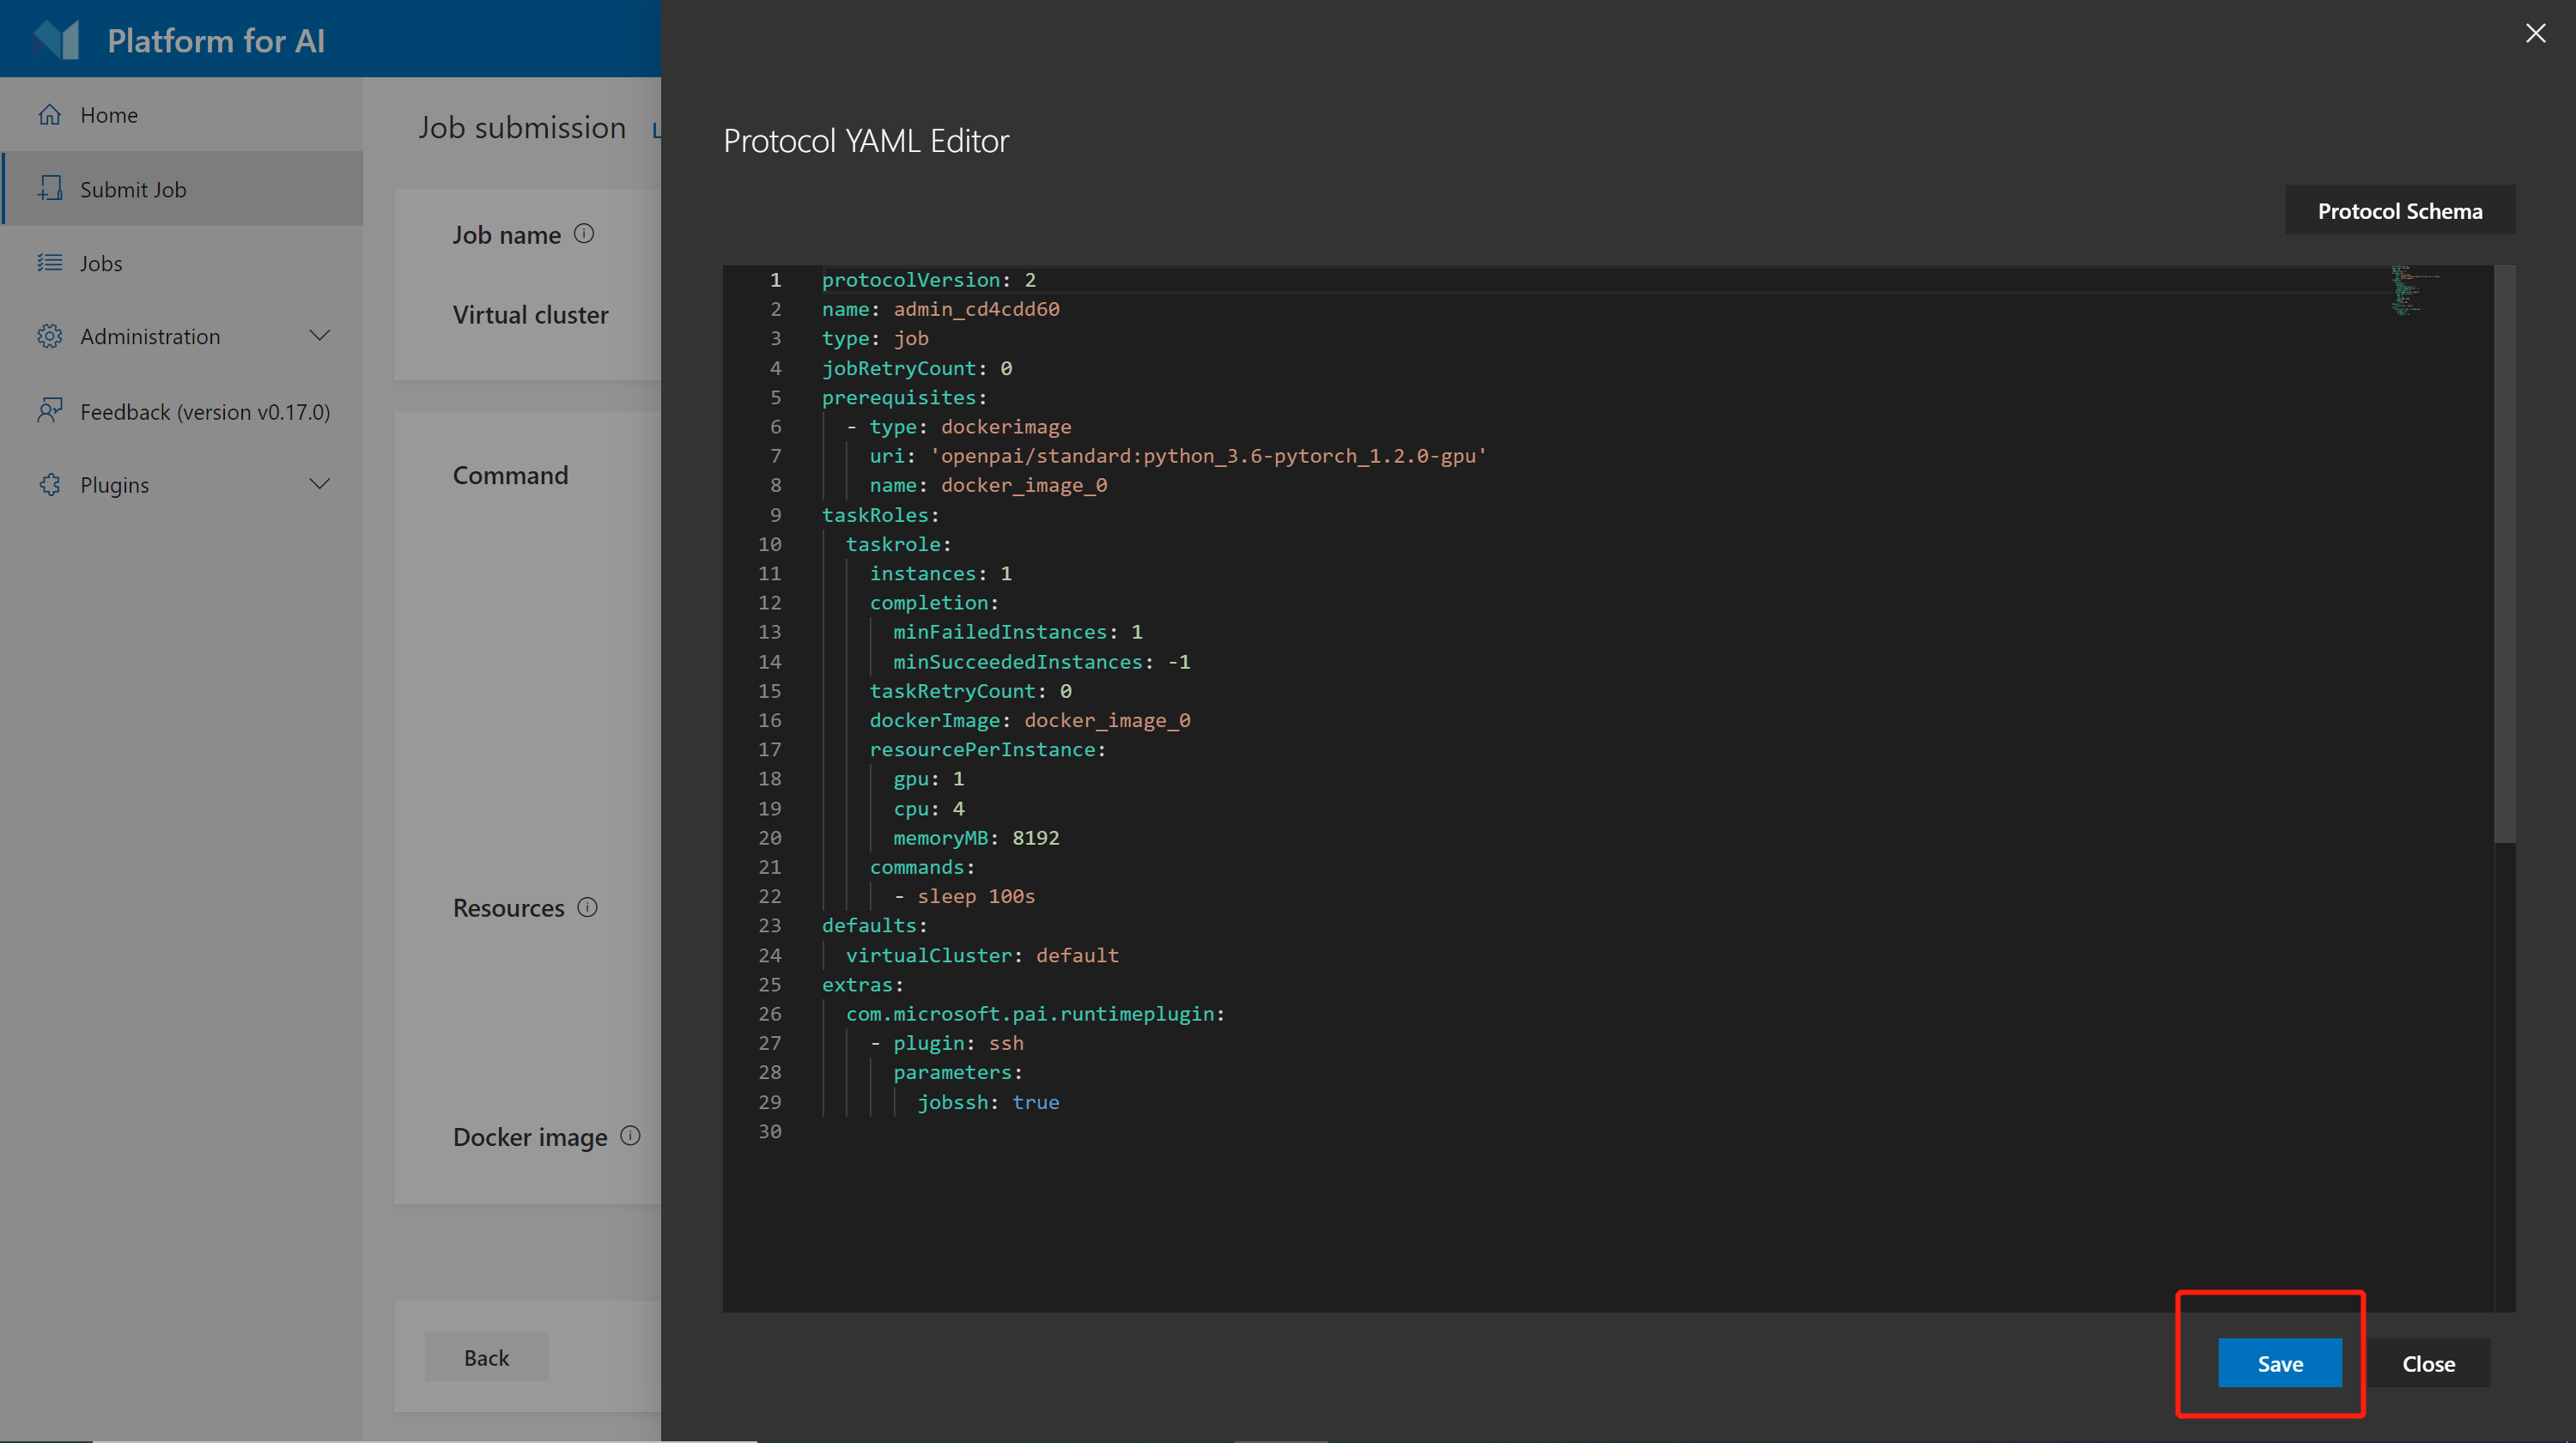 Platform for AI
Home
Submit Job
Jobs
Administration
Feedback (version v0.17.0)
Plugins
Job submission
Job name
Virtual cluster
Command
Resources
Docker image
Back
Protocol YAML Editor
Protocol Schema
1 protocolVersion: 2
2 name: admin_cd4cdd60
3 type: job
4 jobRetryCount: 0
5 prerequisites:
6 - type: dockerimage
7 uri: 'openpai/standard:python_3.6-pytorch_1.2.0-gpu'
8 name: docker_image_0
9 taskRoles:
10 taskrole:
11 instances: 1
12 completion:
13 minFailedInstances: 1
14 minSucceededInstances: -1
15 taskRetryCount: 0
16 dockerImage: docker_image_0
17 resourcePerInstance:
18 gpu: 1
19 cpu: 4
20 memoryMB: 8192
21 commands:
22 - sleep 100s
23 defaults:
24 virtualCluster: default
25 extras:
26 com.microsoft.pai.runtimeplugin:
27 - plugin: ssh
28 parameters:
29 jobssh: true
30
Save
Close